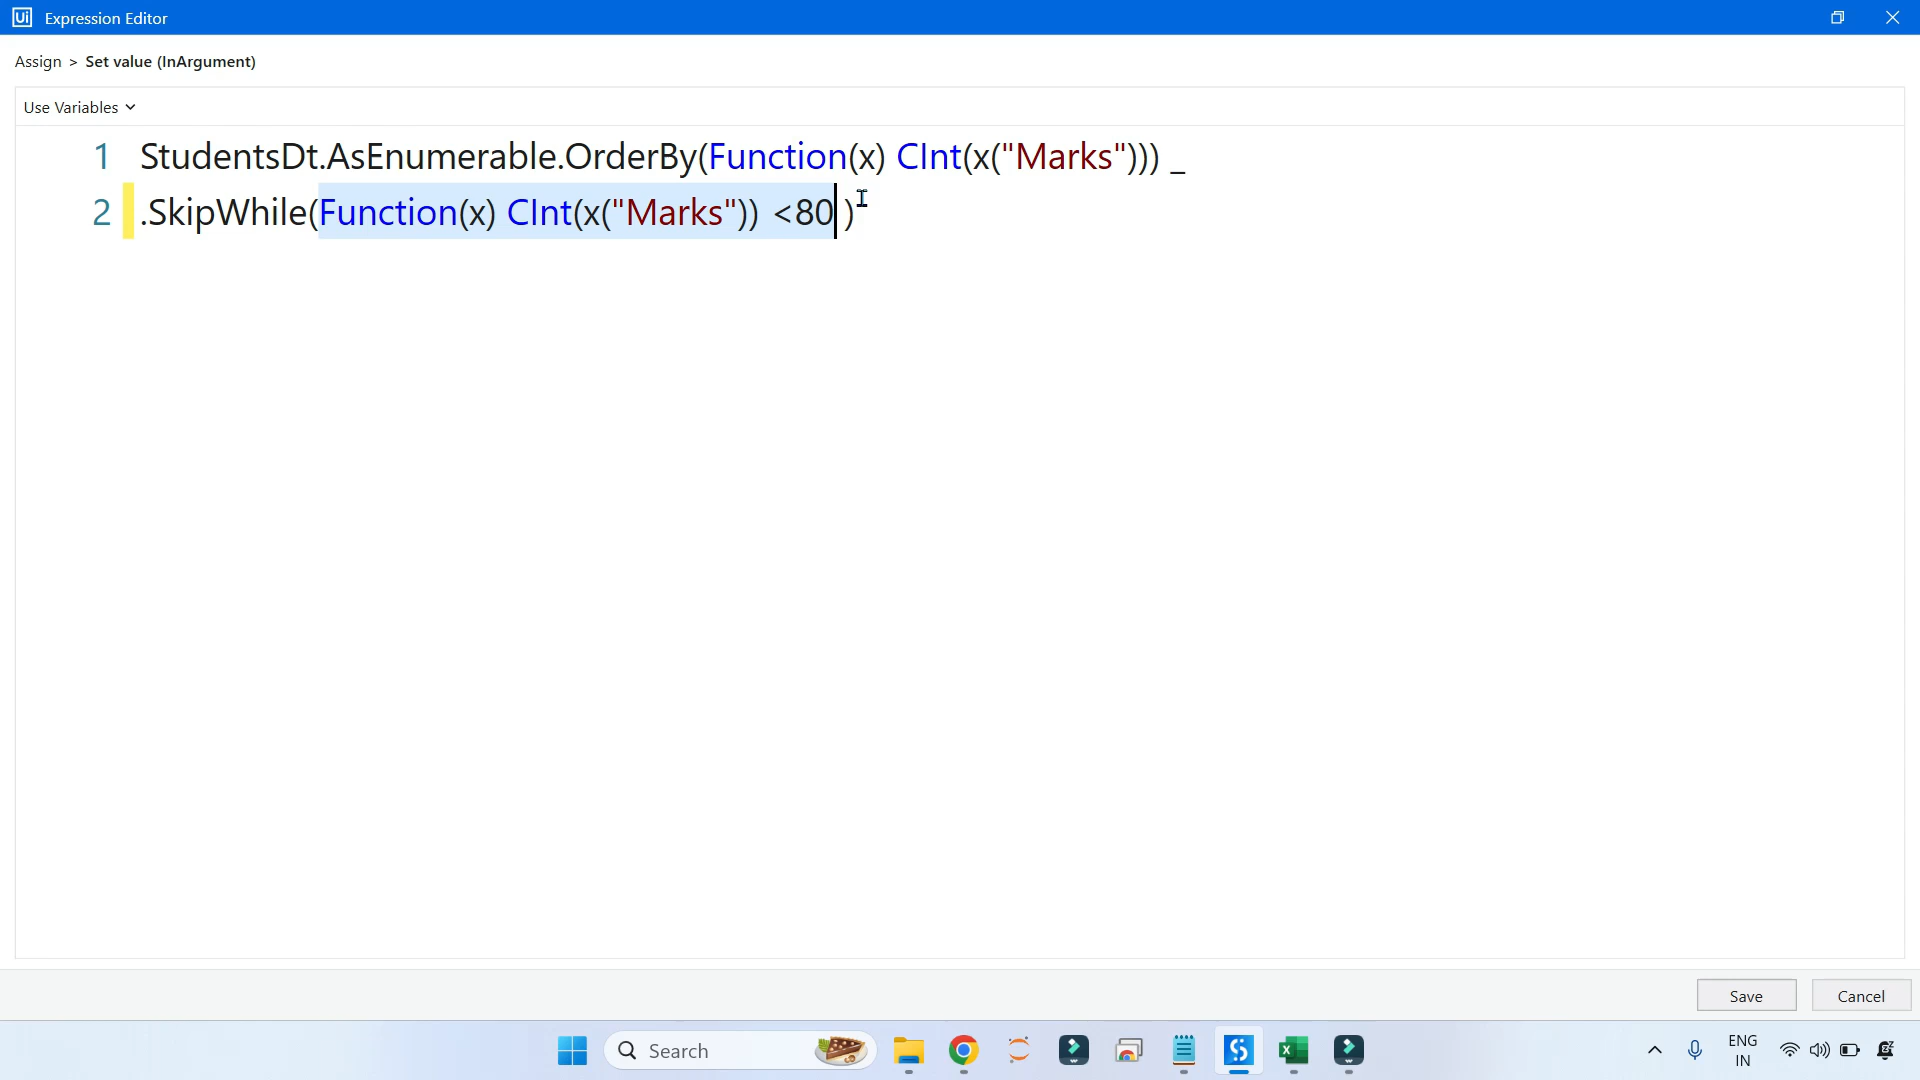 Ui Expression Editor
Assign > Set value (InArgument)
Use Variables
1 StudentsDt.AsEnumerable.OrderBy(Function(x) CInt(x("Marks"))) _
2 .SkipWhile(Function(x) CInt(x("Marks")) <80 )
Save Cancel
Search
ENG
IN